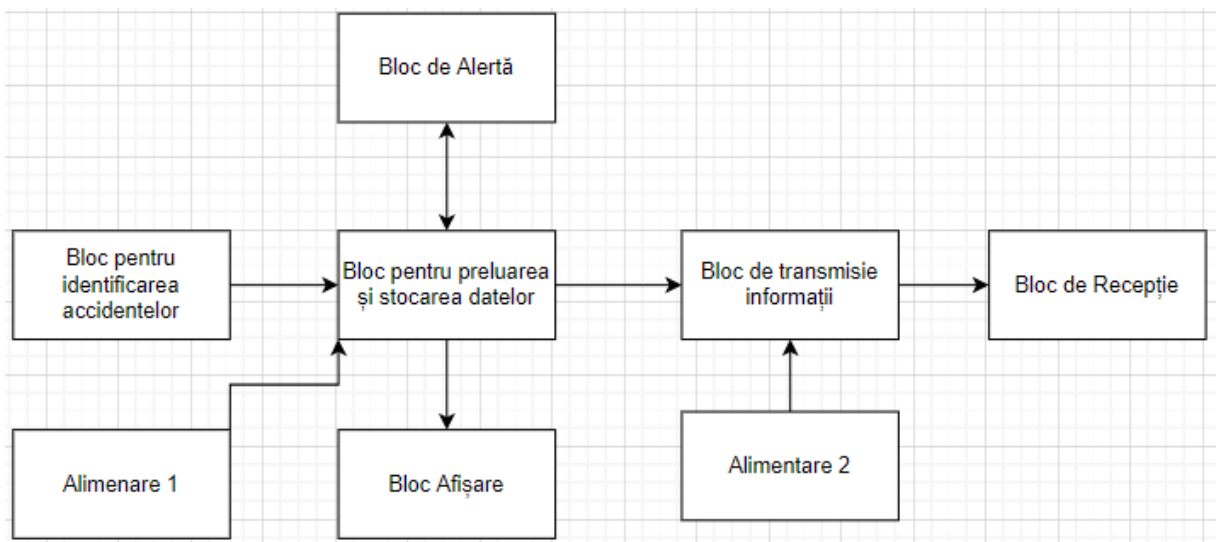 Bloc de Alertă
Bloc pentru
identificarea
accidentelor
Bloc pentru preluarea
și stocarea datelor
Bloc de transmisie
informații
Bloc de Recepție
Alimenare 1
Bloc Afișare
Alimentare 2